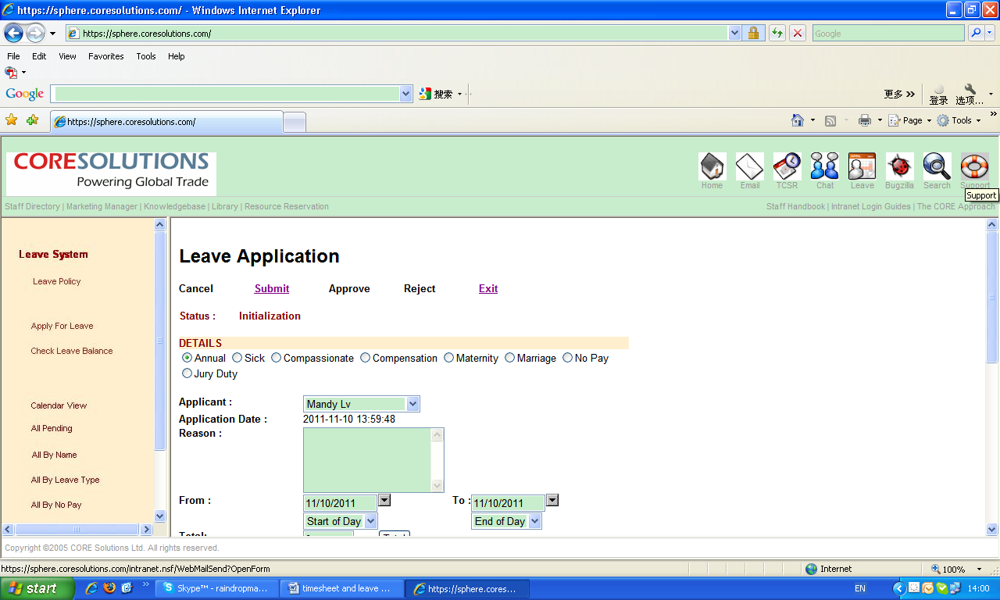 https://sphere.coresolutions.com/ - Windows Internet Explorer
https://sphere.coresolutions.com/
Google
File Edit View Favorites Tools Help
Google 搜索 更多 » 登录 选项...
https://sphere.coresolutions.com/ Page Tools »
CORESOLUTIONS
Powering Global Trade
Home Email TCSR Chat Leave Bugzilla Search Support
Support
Staff Directory | Marketing Manager | Knowledgebase | Library | Resource Reservation
Staff Handbook | Intranet Login Guides | The CORE Approach
Leave System
Leave Policy
Apply For Leave
Check Leave Balance
Calendar View
All Pending
All By Name
All By Leave Type
All By No Pay
Leave Application
Cancel Submit Approve Reject Exit
Status : Initialization
DETAILS
Annual Sick Compassionate Compensation Maternity Marriage No Pay
Jury Duty
Applicant : Mandy Lv
Application Date : 2011-11-10 13:59:48
Reason :
From : 11/10/2011 To : 11/10/2011
Start of Day End of Day
Total:
Copyright ©2005 CORE Solutions Ltd. All rights reserved.
https://sphere.coresolutions.com/intranet.nsf/WebMailSend?OpenForm Internet 100%
start » Skype™ - raindropma... timesheet and leave ... https://sphere.cores... EN 14:00